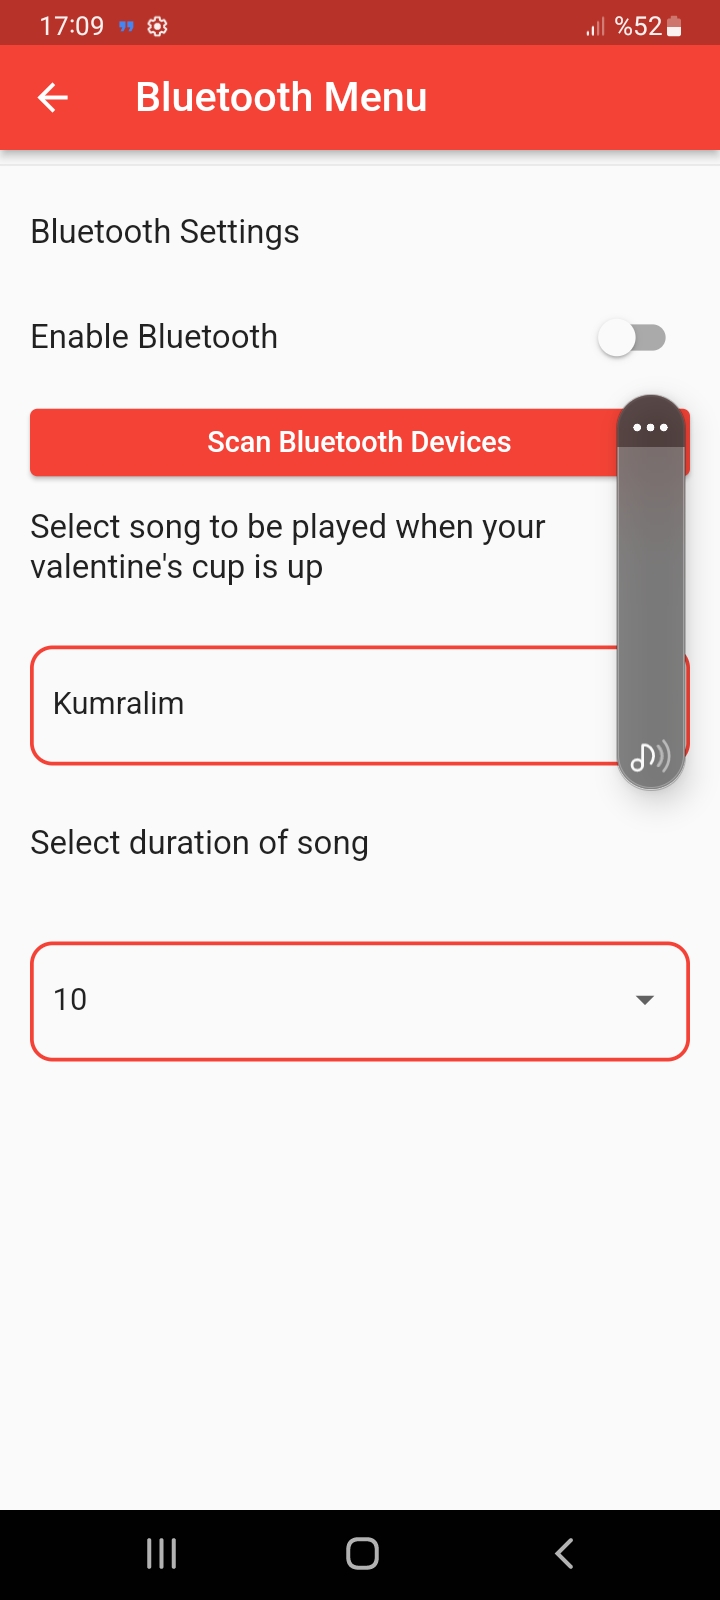 17:09
%52
Bluetooth Menu
Bluetooth Settings
Enable Bluetooth
Scan Bluetooth Devices
Select song to be played when your
valentine's cup is up
Kumralim
Select duration of song
10